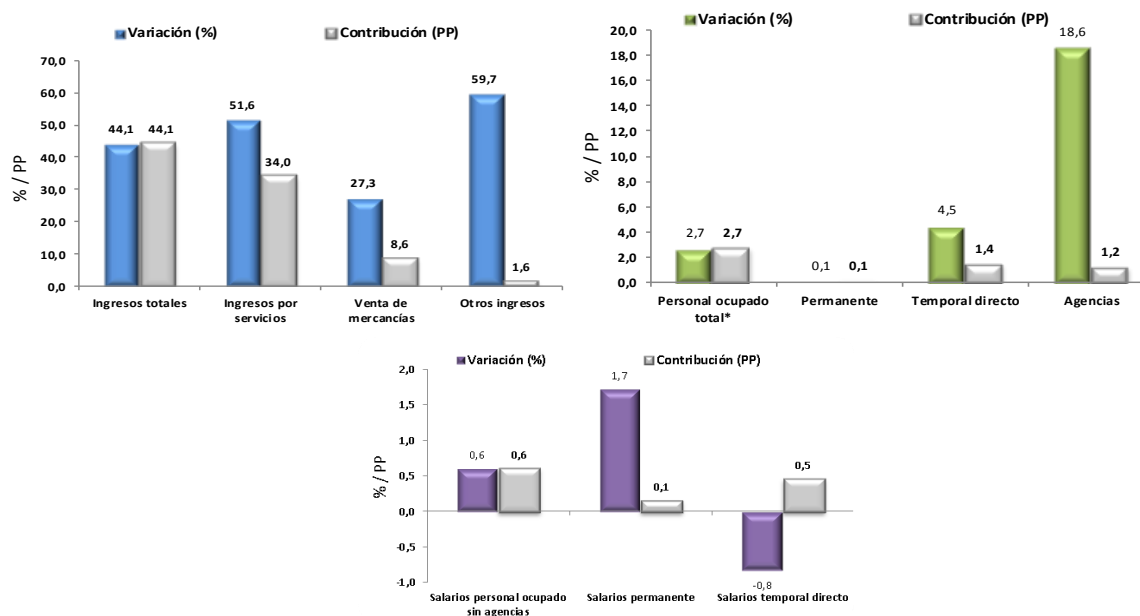 Variación (%) Contribución (PP)
% / PP
70,0
60,0
50,0
40,0
30,0
20,0
10,0
0,0
44,1 44,1
51,6
34,0
27,3
8,6
59,7
1,6
Ingresos totales
Ingresos por
servicios
Venta de
mercancías
Otros ingresos
Variación (%) Contribución (PP)
% / PP
20,0
18,0
16,0
14,0
12,0
10,0
8,0
6,0
4,0
2,0
0,0
2,7 2,7
0,1 0,1
4,5
1,4
18,6
1,2
Personal ocupado
total*
Permanente
Temporal directo
Agencias
Variación (%) Contribución (PP)
% / PP
2,0
1,5
1,0
0,5
0,0
-0,5
-1,0
0,6 0,6
1,7
0,1
0,5
-0,8
Salarios personal ocupado
sin agencias
Salarios permanente
Salarios temporal directo